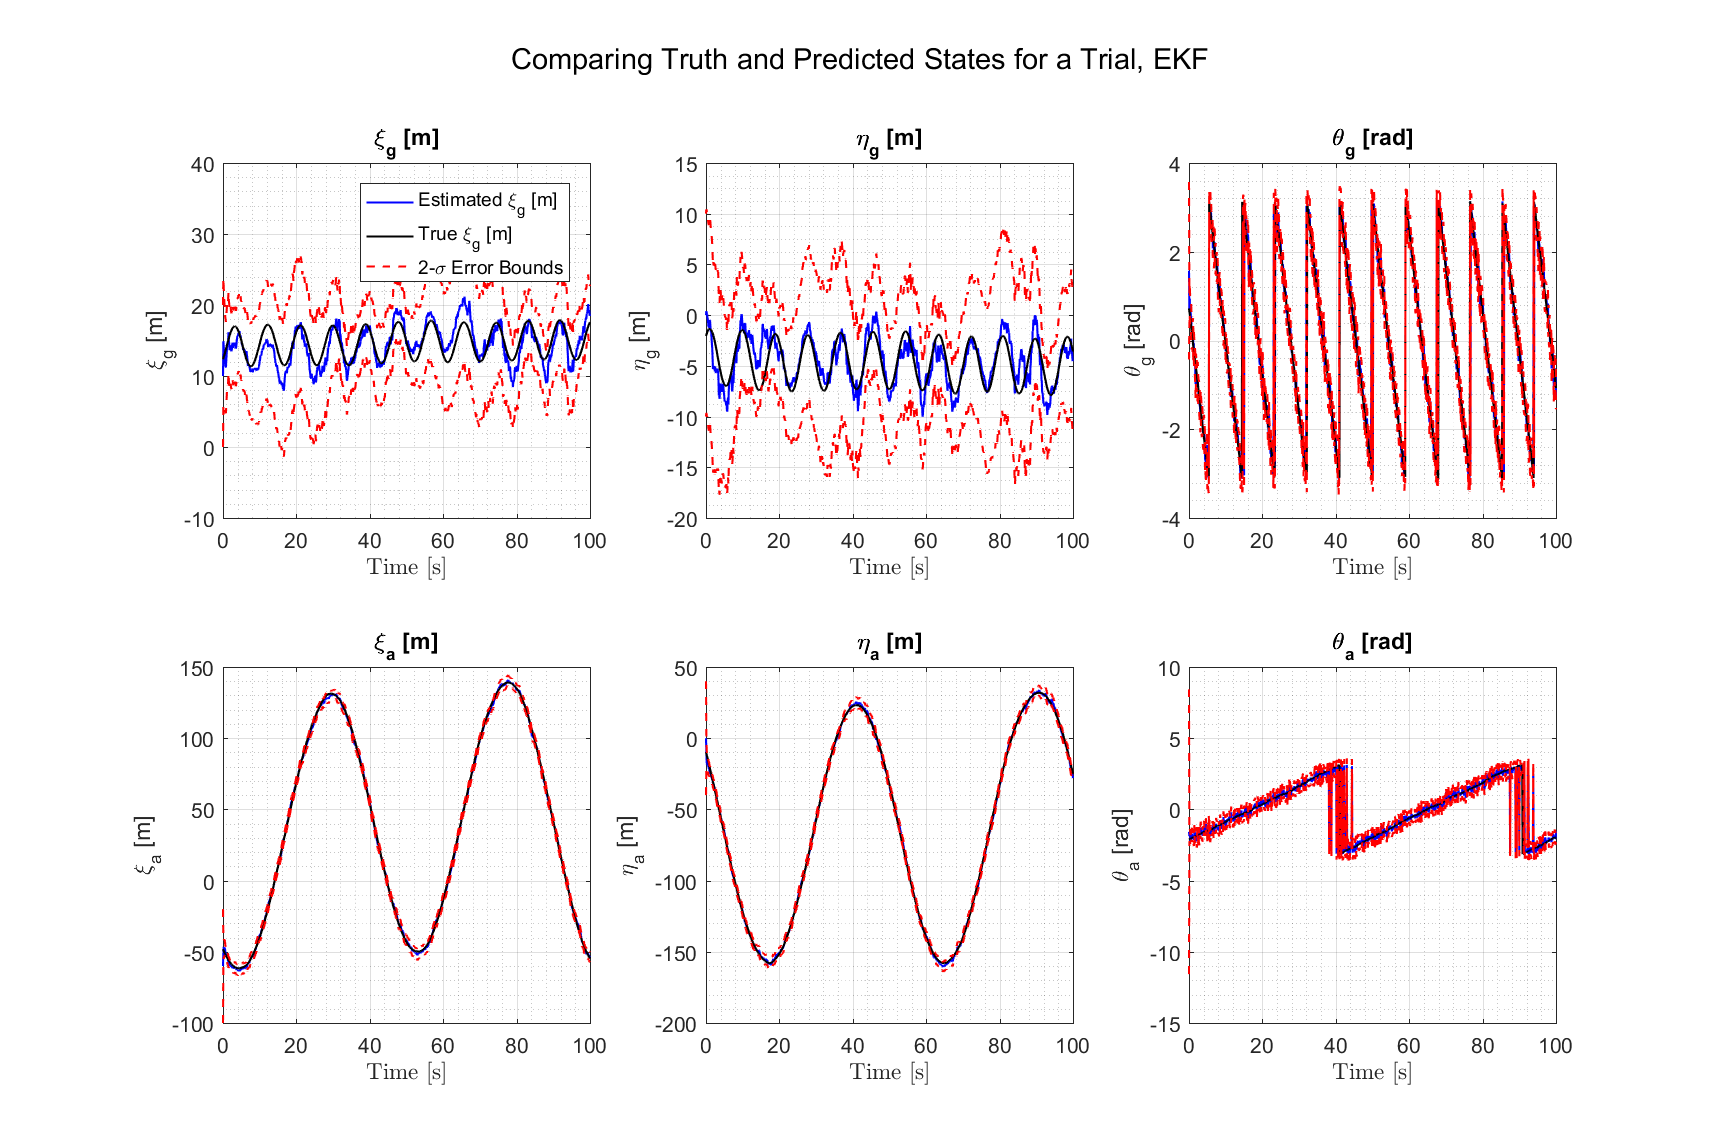 Comparing Truth and Predicted States for a Trial, EKF
ξg [m]
40
30
20
10
0
-10
ξg [m]
Estimated ξg [m]
True ξg [m]
2-σ Error Bounds
0 20 40 60 80 100
Time [s]
ηg [m]
15
10
5
0
-5
-10
-15
-20
ηg [m]
0 20 40 60 80 100
Time [s]
θg [rad]
4
2
0
-2
-4
θg [rad]
0 20 40 60 80 100
Time [s]
ξa [m]
150
100
50
0
-50
-100
ξa [m]
0 20 40 60 80 100
Time [s]
ηa [m]
50
0
-50
-100
-150
-200
ηa [m]
0 20 40 60 80 100
Time [s]
θa [rad]
10
5
0
-5
-10
-15
θa [rad]
0 20 40 60 80 100
Time [s]